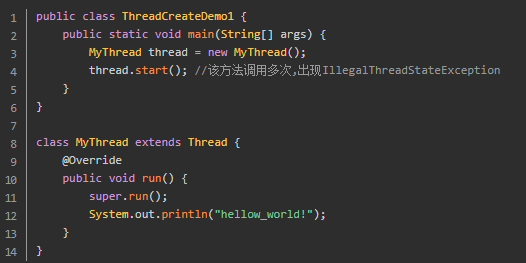 1 public class ThreadCreateDemo1 {
2     public static void main(String[] args) {
3         MyThread thread = new MyThread();
4         thread.start(); //该方法调用多次,出现IllegalThreadStateException
5     }
6 }
7
8 class MyThread extends Thread {
9     @Override
10     public void run() {
11         super.run();
12         System.out.println("hellow_world!");
13     }
14 }